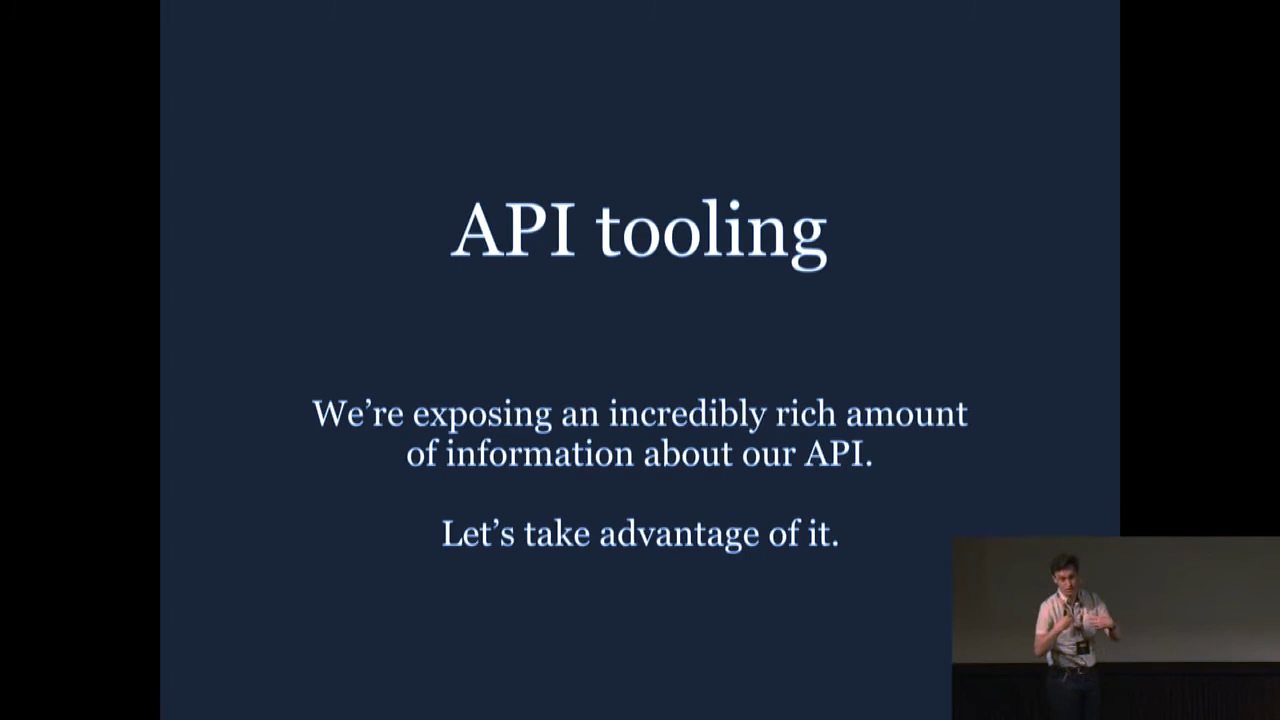 API tooling
We’re exposing an incredibly rich amount
of information about our API.
Let’s take advantage of it.